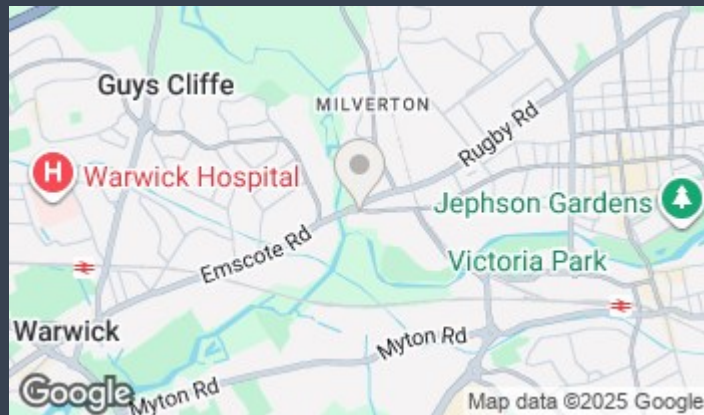 Guys Cliffe
MILVERTON
Rugby Rd
H
Warwick Hospital
Jephson Gardens
Emscote Rd
Victoria Park
Warwick
Myton Rd
Myton Rd
Google
Map data ©2025 Google